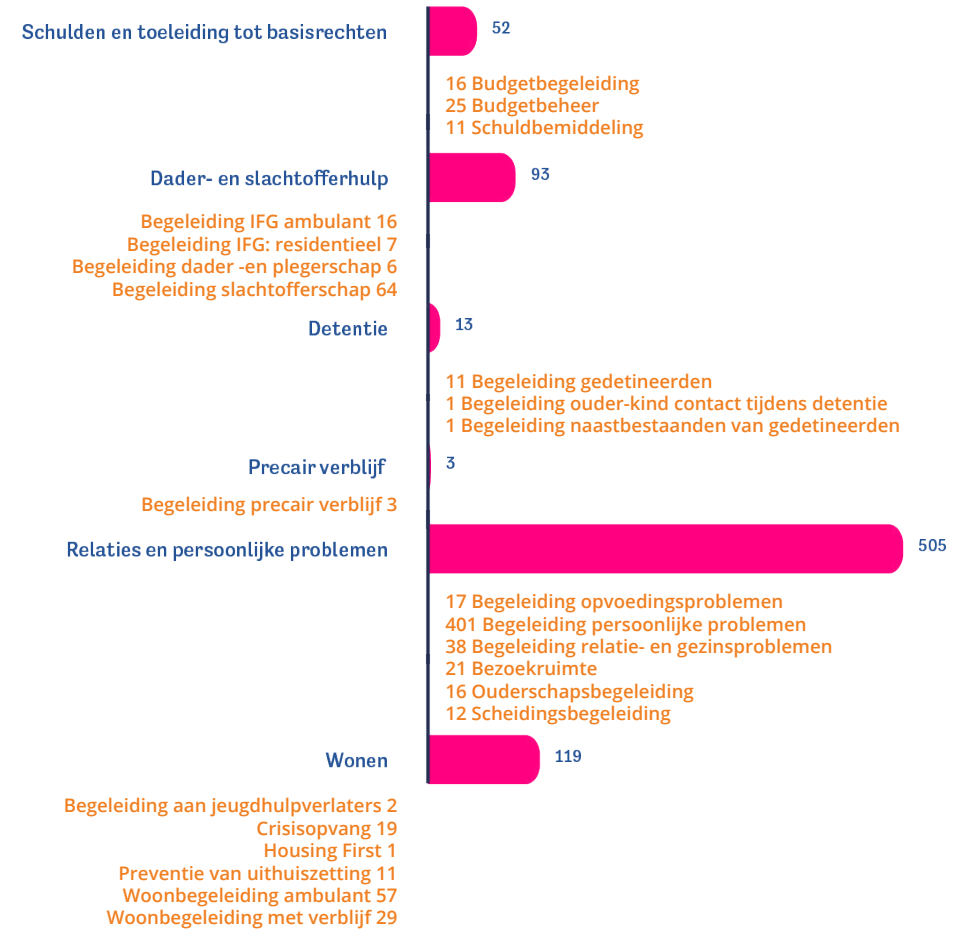 Schulden en toeleiding tot basisrechten 52
16 Budgetbegeleiding
25 Budgetbeheer
11 Schuldbemiddeling
Dader- en slachtofferhulp 93
Begeleiding IFG ambulant 16
Begeleiding IFG: residentieel 7
Begeleiding dader -en plegerschap 6
Begeleiding slachtofferschap 64
Detentie 13
11 Begeleiding gedetineerden
1 Begeleiding ouder-kind contact tijdens detentie
1 Begeleiding naastbestaanden van gedetineerden
Precair verblijf 3
Begeleiding precair verblijf 3
Relaties en persoonlijke problemen 505
17 Begeleiding opvoedingsproblemen
401 Begeleiding persoonlijke problemen
38 Begeleiding relatie- en gezinsproblemen
21 Bezoekruimte
16 Ouderschapsbegeleiding
12 Scheidingsbegeleiding
Wonen 119
Begeleiding aan jeugdhulpverlaters 2
Crisisopvang 19
Housing First 1
Preventie van uithuiszetting 11
Woonbegeleiding ambulant 57
Woonbegeleiding met verblijf 29